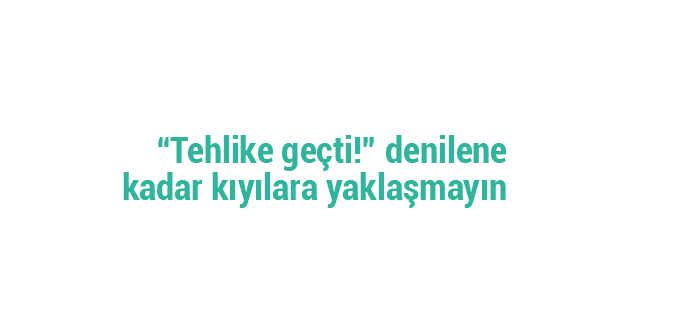 “Tehlike geçti!” denilene
kadar kıyılara yaklaşmayın